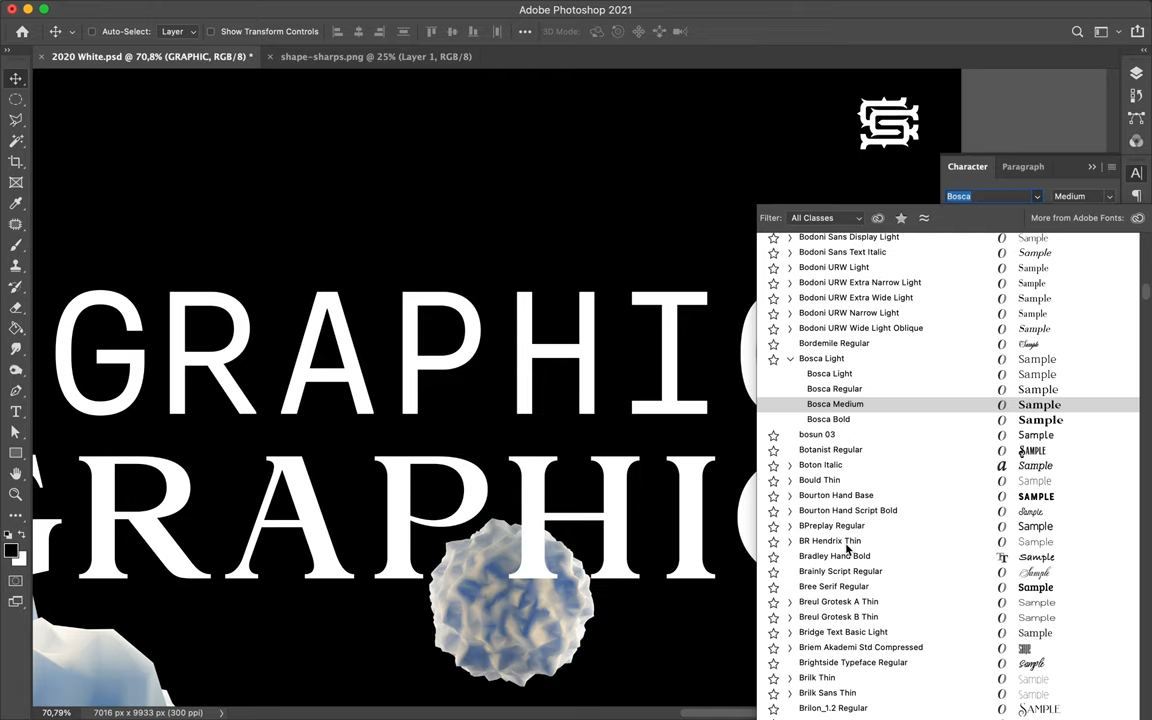 Adobe Photoshop 2021
Auto-Select: Layer Show Transform Controls 3D Mode:
2020 White.psd @ 70,8% (GRAPHIC, RGB/8) * shape-sharps.png @ 25% (Layer 1, RGB/8)
Character Paragraph
Bosca Medium
Filter: All Classes More from Adobe Fonts:
Bodoni Sans Display Light Sample
Bodoni Sans Text Italic Sample
Bodoni URW Light Sample
Bodoni URW Extra Narrow Light Sample
Bodoni URW Extra Wide Light Sample
Bodoni URW Narrow Light Sample
Bodoni URW Wide Light Oblique Sample
Bordemile Regular Sample
Bosca Light Sample
Bosca Light Sample
Bosca Regular Sample
Bosca Medium Sample
Bosca Bold Sample
bosun 03 Sample
Botanist Regular SAMPLE
Boton Italic Sample
Bould Thin Sample
Bourton Hand Base SAMPLE
Bourton Hand Script Bold Sample
BPreplay Regular Sample
BR Hendrix Thin Sample
Bradley Hand Bold Sample
Brainly Script Regular Sample
Bree Serif Regular Sample
Breul Grotesk A Thin Sample
Breul Grotesk B Thin Sample
Bridge Text Basic Light Sample
Briem Akademi Std Compressed Sample
Brightside Typeface Regular Sample
Brilk Thin Sample
Brilk Sans Thin Sample
Brilon_1.2 Regular SAMPLE
GRAPHI
GRAPHI
70,79% 7016 px x 9933 px (300 ppi)